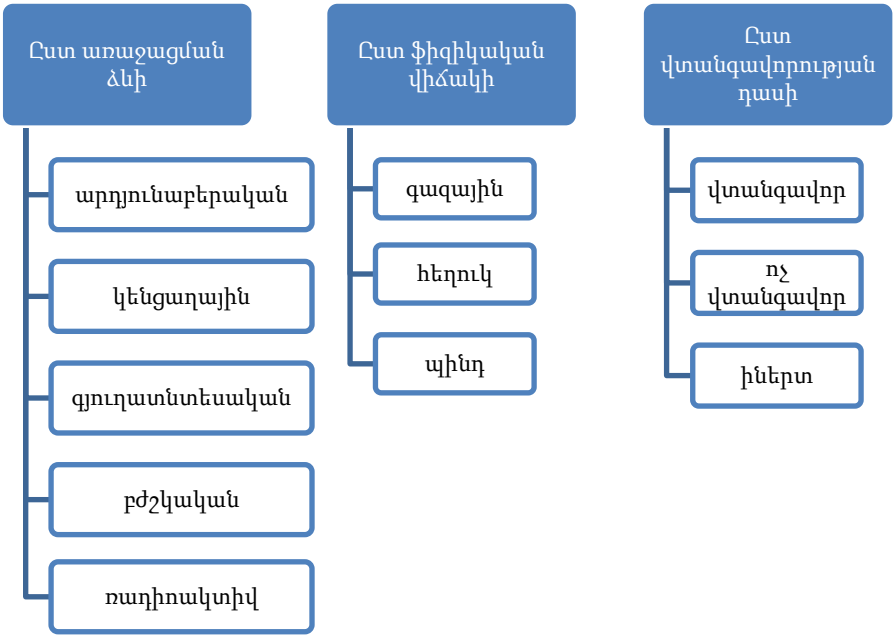 Ըստ առաջացման
ձևի
արդյունաբերական
կենցաղային
գյուղատնտեսական
բժշկական
ռադիոակտիվ
Ըստ ֆիզիկական
վիճակի
գազային
հեղուկ
պինդ
Ըստ
վտանգավորության
դասի
վտանգավոր
ոչ
վտանգավոր
իներտ